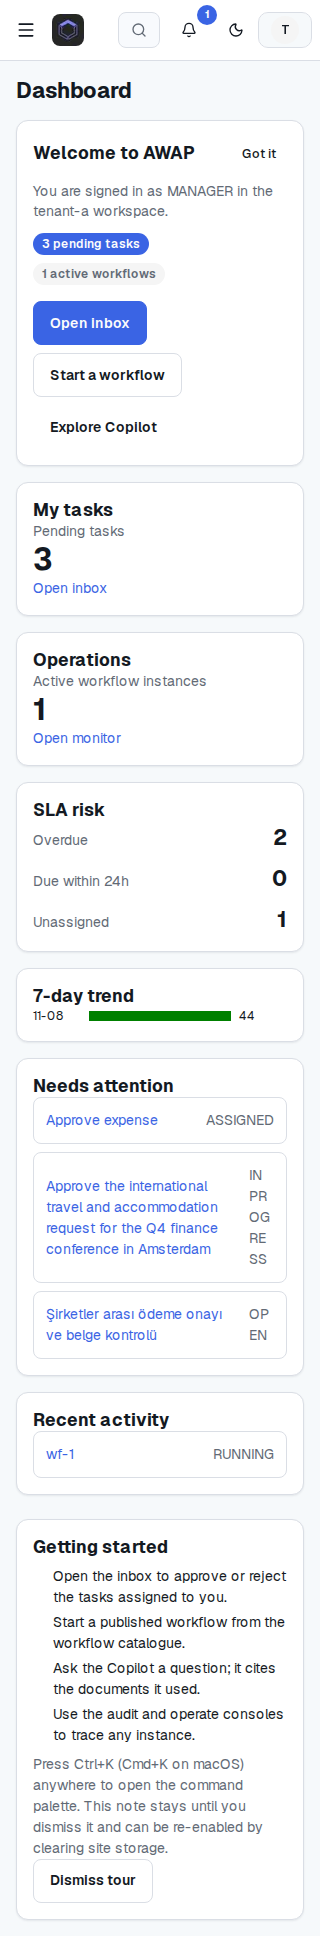 1
T
Dashboard
Welcome to AWAP
Got it
You are signed in as MANAGER in the
tenant-a workspace.
3 pending tasks
1 active workflows
Open inbox
Start a workflow
Explore Copilot
My tasks
Pending tasks
3
Open inbox
Operations
Active workflow instances
1
Open monitor
SLA risk
Overdue 2
Due within 24h 0
Unassigned 1
7-day trend
11-08 44
Needs attention
Approve expense ASSIGNED
Approve the international
travel and accommodation
request for the Q4 finance
conference in Amsterdam
IN
PR
OG
RE
SS
Şirketler arası ödeme onayı
ve belge kontrolü
OP
EN
Recent activity
wf-1 RUNNING
Getting started
Open the inbox to approve or reject
the tasks assigned to you.
Start a published workflow from the
workflow catalogue.
Ask the Copilot a question; it cites
the documents it used.
Use the audit and operate consoles
to trace any instance.
Press Ctrl+K (Cmd+K on macOS)
anywhere to open the command
palette. This note stays until you
dismiss it and can be re-enabled by
clearing site storage.
Dismiss tour